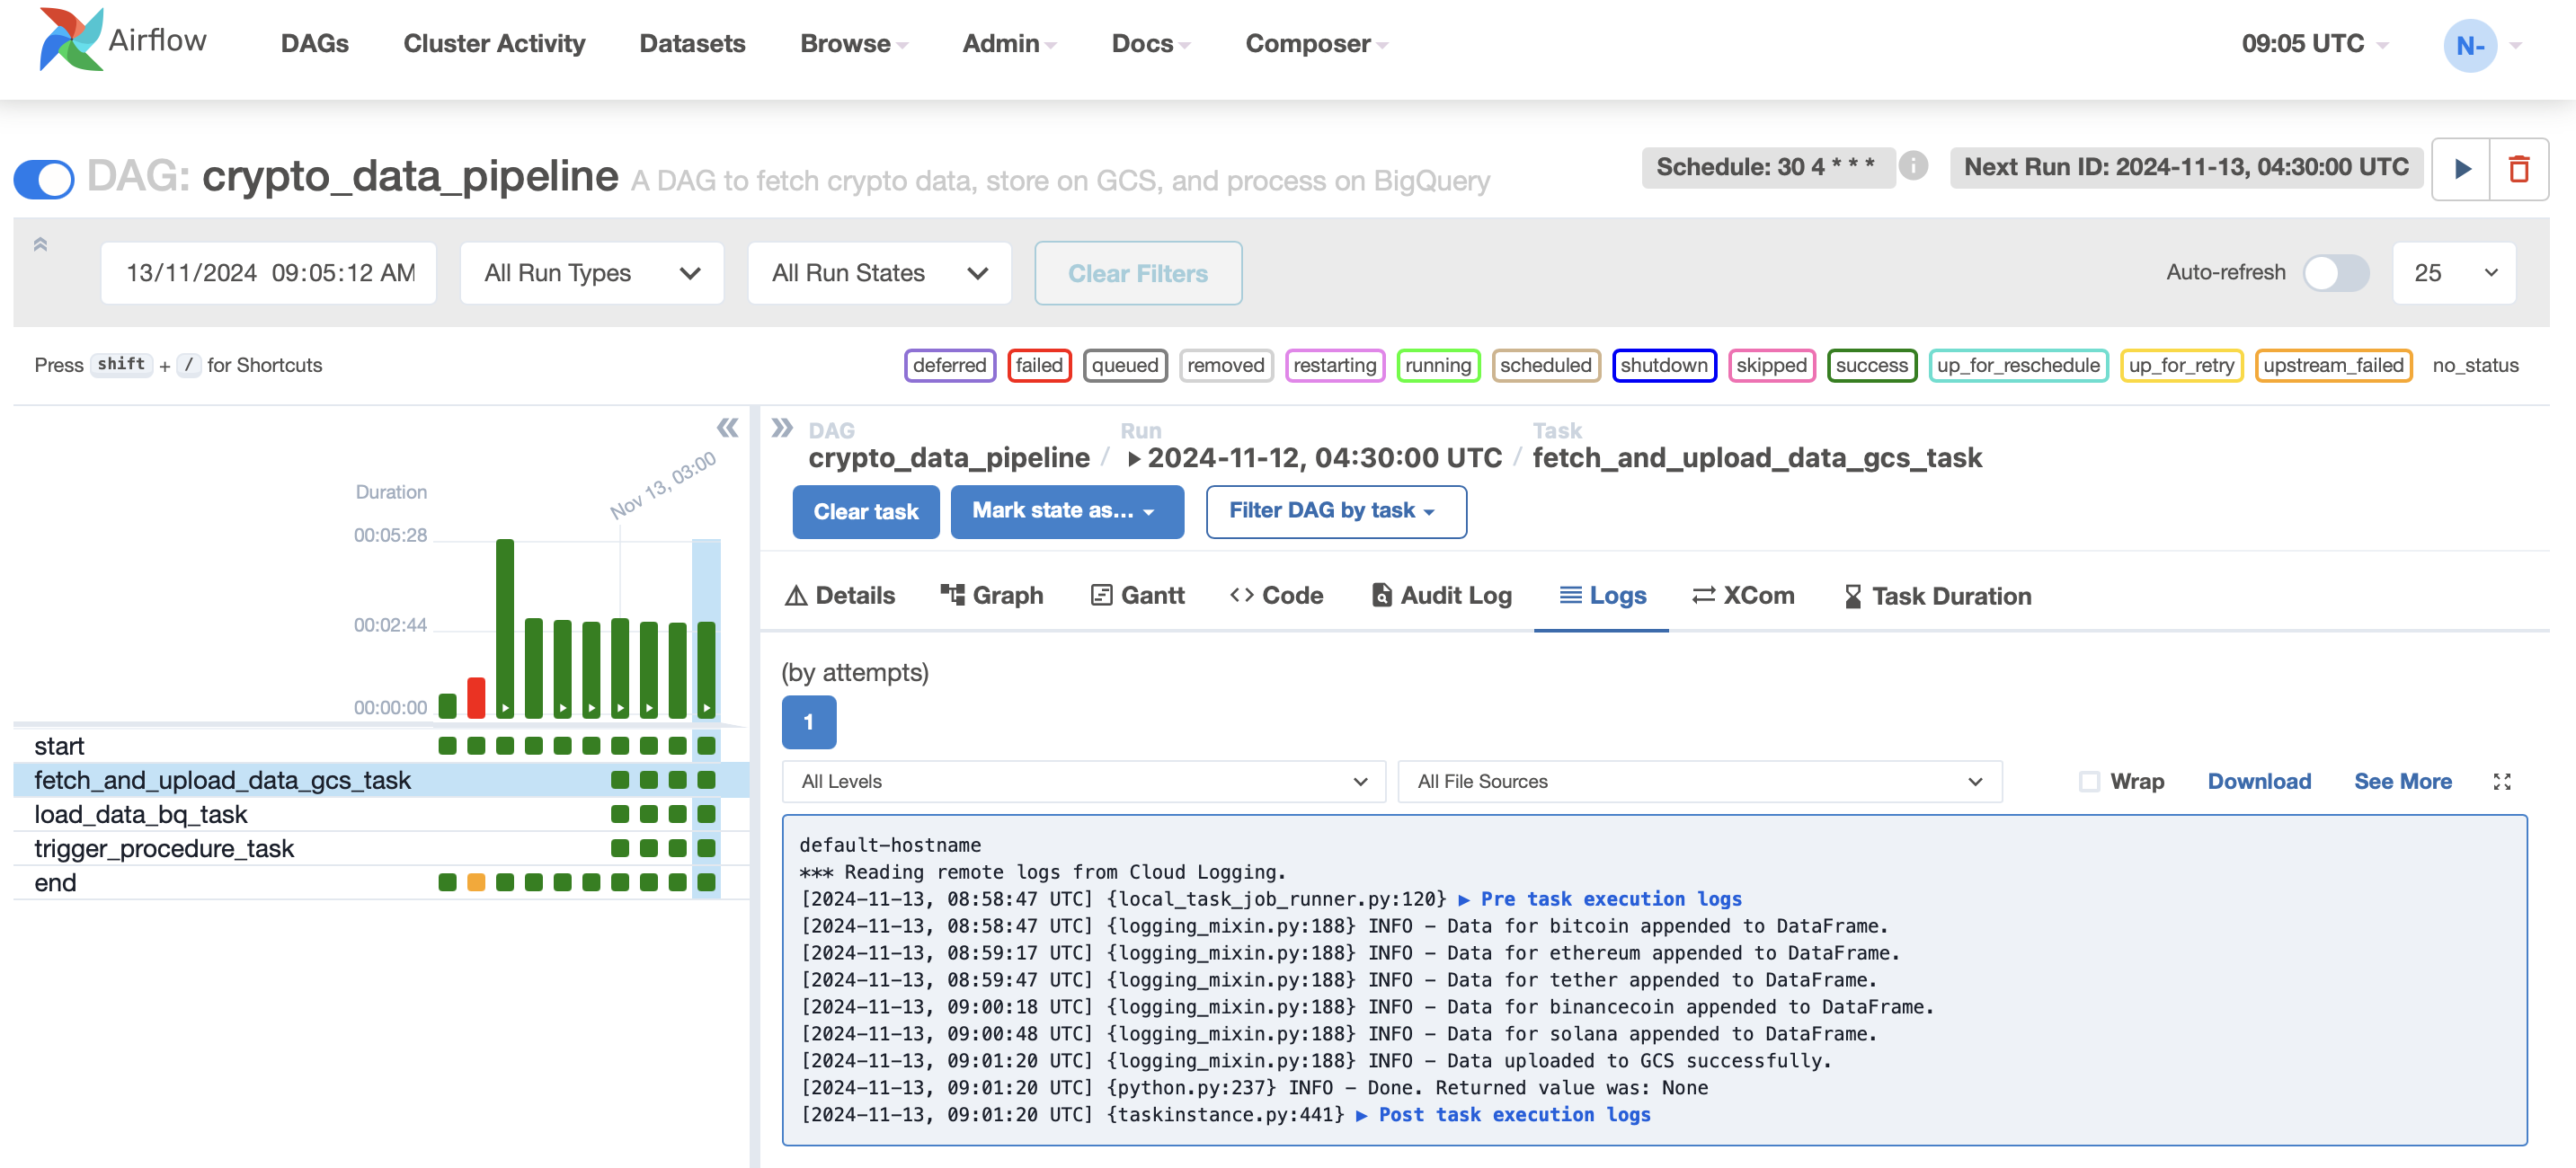 Airflow DAGs Cluster Activity Datasets Browse Admin Docs Composer 09:05 UTC N-
DAG: crypto_data_pipeline A DAG to fetch crypto data, store on GCS, and process on BigQuery Schedule: 30 4 * * * i Next Run ID: 2024-11-13, 04:30:00 UTC
13/11/2024 09:05:12 AM All Run Types All Run States Clear Filters Auto-refresh 25
Press shift + / for Shortcuts deferred failed queued removed restarting running scheduled shutdown skipped success up_for_reschedule up_for_retry upstream_failed no_status
Duration
Nov 13, 03:00
00:05:28
00:02:44
00:00:00
start
fetch_and_upload_data_gcs_task
load_data_bq_task
trigger_procedure_task
end
DAG Run Task
crypto_data_pipeline / 2024-11-12, 04:30:00 UTC / fetch_and_upload_data_gcs_task
Clear task Mark state as... Filter DAG by task
Details Graph Gantt Code Audit Log Logs XCom Task Duration
(by attempts)
1
All Levels All File Sources Wrap Download See More
default-hostname
*** Reading remote logs from Cloud Logging.
[2024-11-13, 08:58:47 UTC] {local_task_job_runner.py:120} ▶ Pre task execution logs
[2024-11-13, 08:58:47 UTC] {logging_mixin.py:188} INFO - Data for bitcoin appended to DataFrame.
[2024-11-13, 08:59:17 UTC] {logging_mixin.py:188} INFO - Data for ethereum appended to DataFrame.
[2024-11-13, 08:59:47 UTC] {logging_mixin.py:188} INFO - Data for tether appended to DataFrame.
[2024-11-13, 09:00:18 UTC] {logging_mixin.py:188} INFO - Data for binancecoin appended to DataFrame.
[2024-11-13, 09:00:48 UTC] {logging_mixin.py:188} INFO - Data for solana appended to DataFrame.
[2024-11-13, 09:01:20 UTC] {logging_mixin.py:188} INFO - Data uploaded to GCS successfully.
[2024-11-13, 09:01:20 UTC] {python.py:237} INFO - Done. Returned value was: None
[2024-11-13, 09:01:20 UTC] {taskinstance.py:441} ▶ Post task execution logs